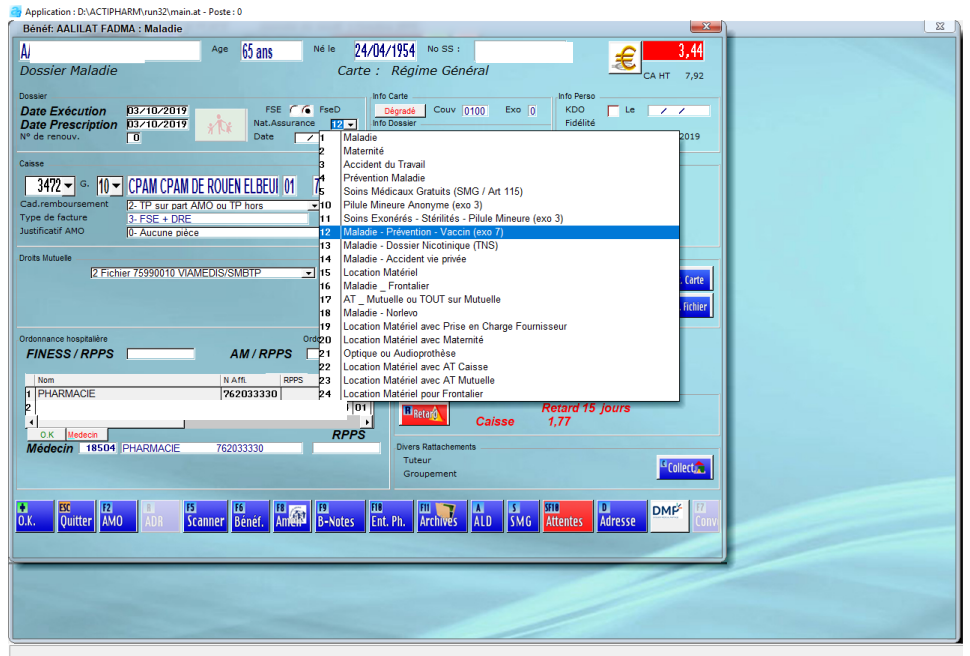 Application : D:\ACTIPHARM\run32\main.at - Poste : 0
Bénéf: AALILAT FADMA : Maladie
A/ Age 65 ans Né le 24/04/1954 No SS : € 3,44
Dossier Maladie Carte : Régime Général CA HT 7,92
Dossier Info Carte Info Perso
Date Exécution 03/10/2019 FSE FseD Dégradé Couv 0100 Exo 0 KDO Le / /
Date Prescription 03/10/2019 Nat.Assurance 12 Info Dossier Fidélité
N° de renouv. 0 Date / 2019
1 Maladie
2 Maternité
3 Accident du Travail
4 Prévention Maladie
5 Soins Médicaux Gratuits (SMG / Art 115)
10 Pilule Mineure Anonyme (exo 3)
11 Soins Exonérés - Stérilités - Pilule Mineure (exo 3)
12 Maladie - Prévention - Vaccin (exo 7)
13 Maladie - Dossier Nicotinique (TNS)
14 Maladie - Accident vie privée
15 Location Matériel
16 Maladie _ Frontalier
17 AT _ Mutuelle ou TOUT sur Mutuelle
18 Maladie - Norlevo
19 Location Matériel avec Prise en Charge Fournisseur
20 Location Matériel avec Maternité
21 Optique ou Audioprothèse
22 Location Matériel avec AT Caisse
23 Location Matériel avec AT Mutuelle
24 Location Matériel pour Frontalier
Caisse
3472 G. 10 CPAM CPAM DE ROUEN ELBEUI 01 7
Cad.remboursement 2- TP sur part AMO ou TP hors
Type de facture 3- FSE + DRE
Justificatif AMO 0- Aucune pièce
Droits Mutuelle
2 Fichier 75990010 VIAMEDIS/SMBTP
. Carte
. Fichier
Ordonnance hospitalière Ord
FINESS / RPPS AM / RPPS
Nom N Affi. RPPS
1 PHARMACIE 762033330
2 01
O.K Medecin RPPS
Médecin 18504 PHARMACIE 762033330
R Retard Retard 15 jours
Caisse 1,77
Divers Rattachements
Tuteur
Groupement
Collect
O.K.
ESC Quitter
F2 AMO
ADR
F5 Scanner
F6 Bénéf.
F8
F9 B-Notes
F10 Ent. Ph.
F11 Archives
A ALD
S SMG
SF10 Attentes
D Adresse
DMP
F7 Conv